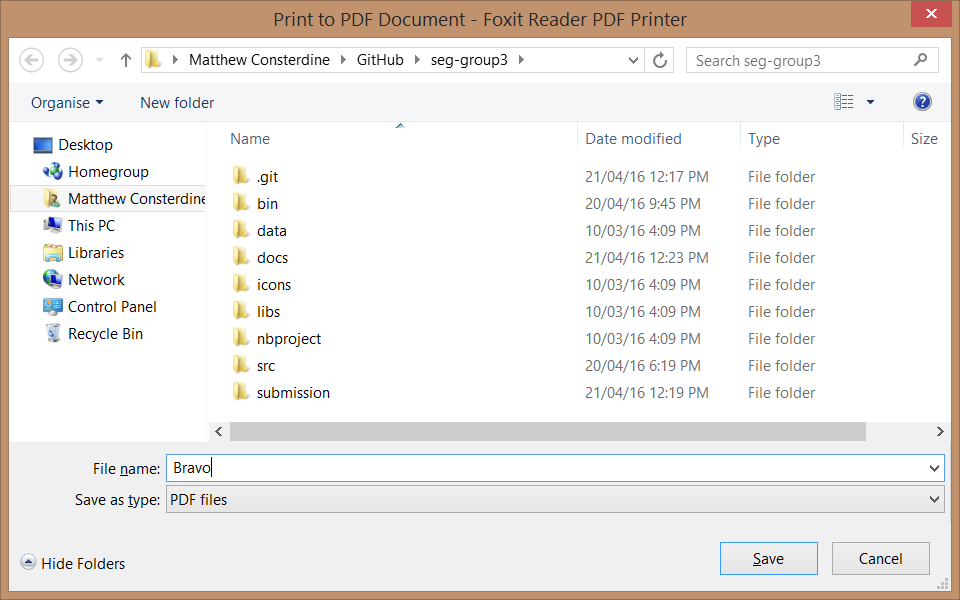 Print to PDF Document - Foxit Reader PDF Printer
Matthew Consterdine GitHub seg-group3 Search seg-group3
Organise New folder
Name Date modified Type Size
Desktop
Homegroup
Matthew Consterdine
This PC
Libraries
Network
Control Panel
Recycle Bin
.git 21/04/16 12:17 PM File folder
bin 20/04/16 9:45 PM File folder
data 10/03/16 4:09 PM File folder
docs 21/04/16 12:23 PM File folder
icons 10/03/16 4:09 PM File folder
libs 10/03/16 4:09 PM File folder
nbproject 10/03/16 4:09 PM File folder
src 20/04/16 6:19 PM File folder
submission 21/04/16 12:19 PM File folder
File name: Bravo
Save as type: PDF files
Hide Folders Save Cancel